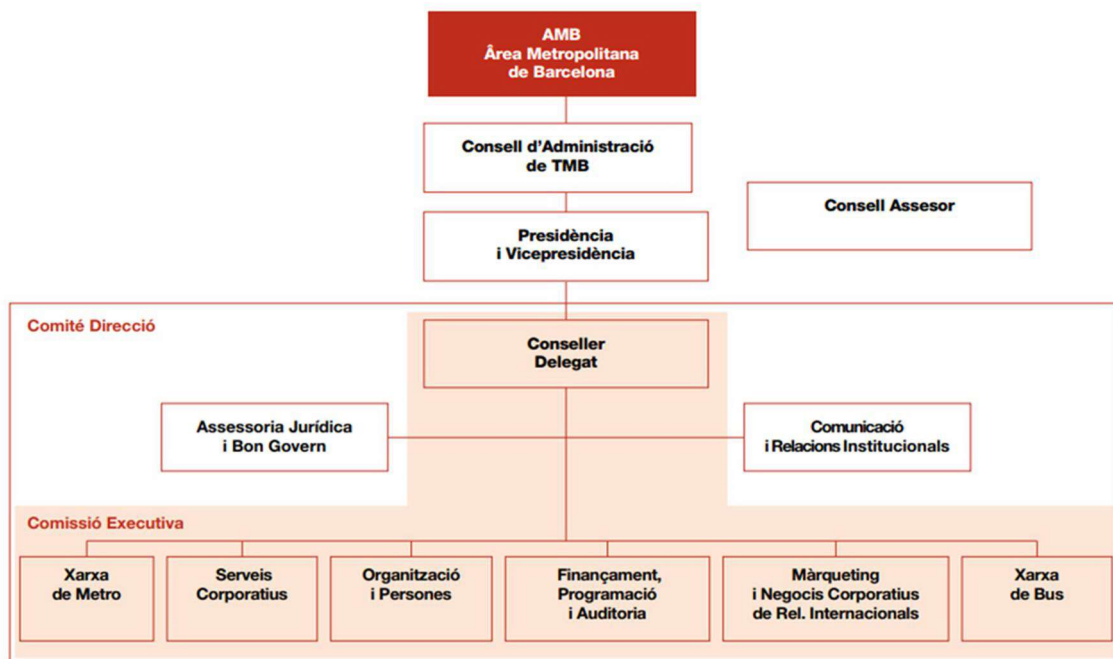 AMB
Àrea Metropolitana
de Barcelona
Consell d'Administració
de TMB
Consell Assesor
Presidència
i Vicepresidència
Comité Direcció
Conseller
Delegat
Assessoria Jurídica
i Bon Govern
Comunicació
i Relacions Institucionals
Comissió Executiva
Xarxa
de Metro
Serveis
Corporatius
Organització
i Persones
Finançament,
Programació
i Auditoria
Màrqueting
i Negocis Corporatius
de Rel. Internacionals
Xarxa
de Bus